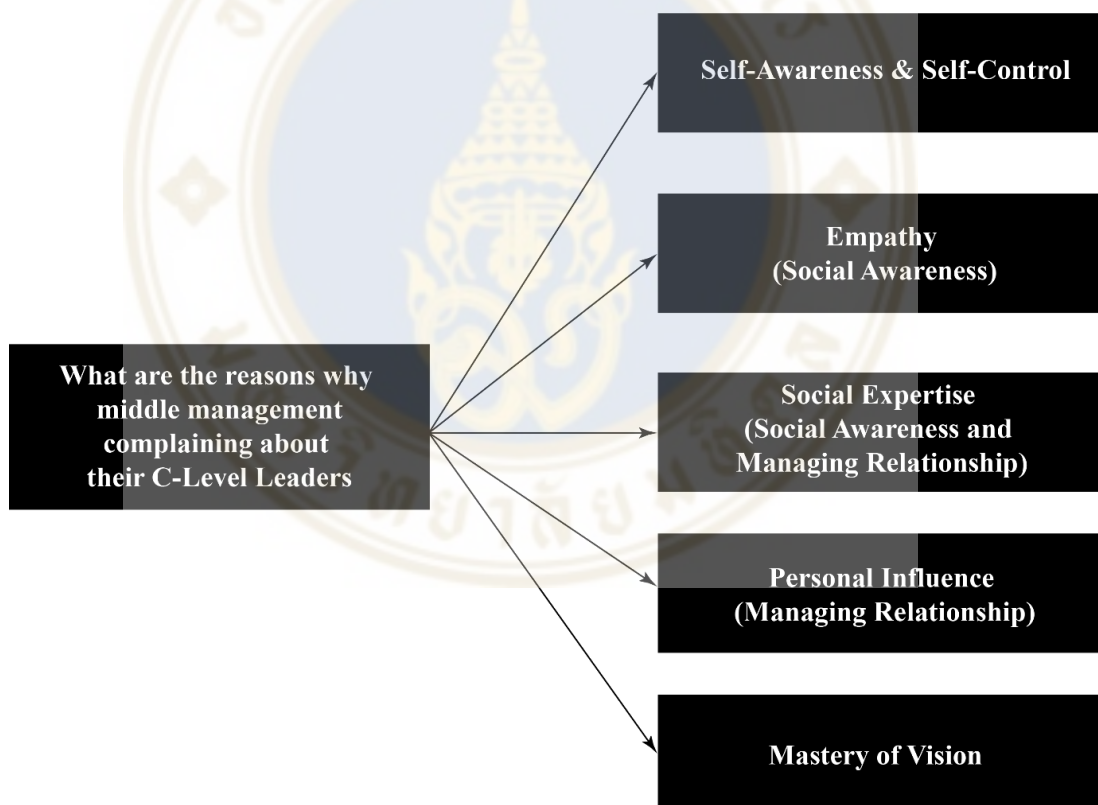 Self-Awareness & Self-Control
Empathy
(Social Awareness)
What are the reasons why
middle management
complaining about
their C-Level Leaders
Social Expertise
(Social Awareness and
Managing Relationship)
Personal Influence
(Managing Relationship)
Mastery of Vision